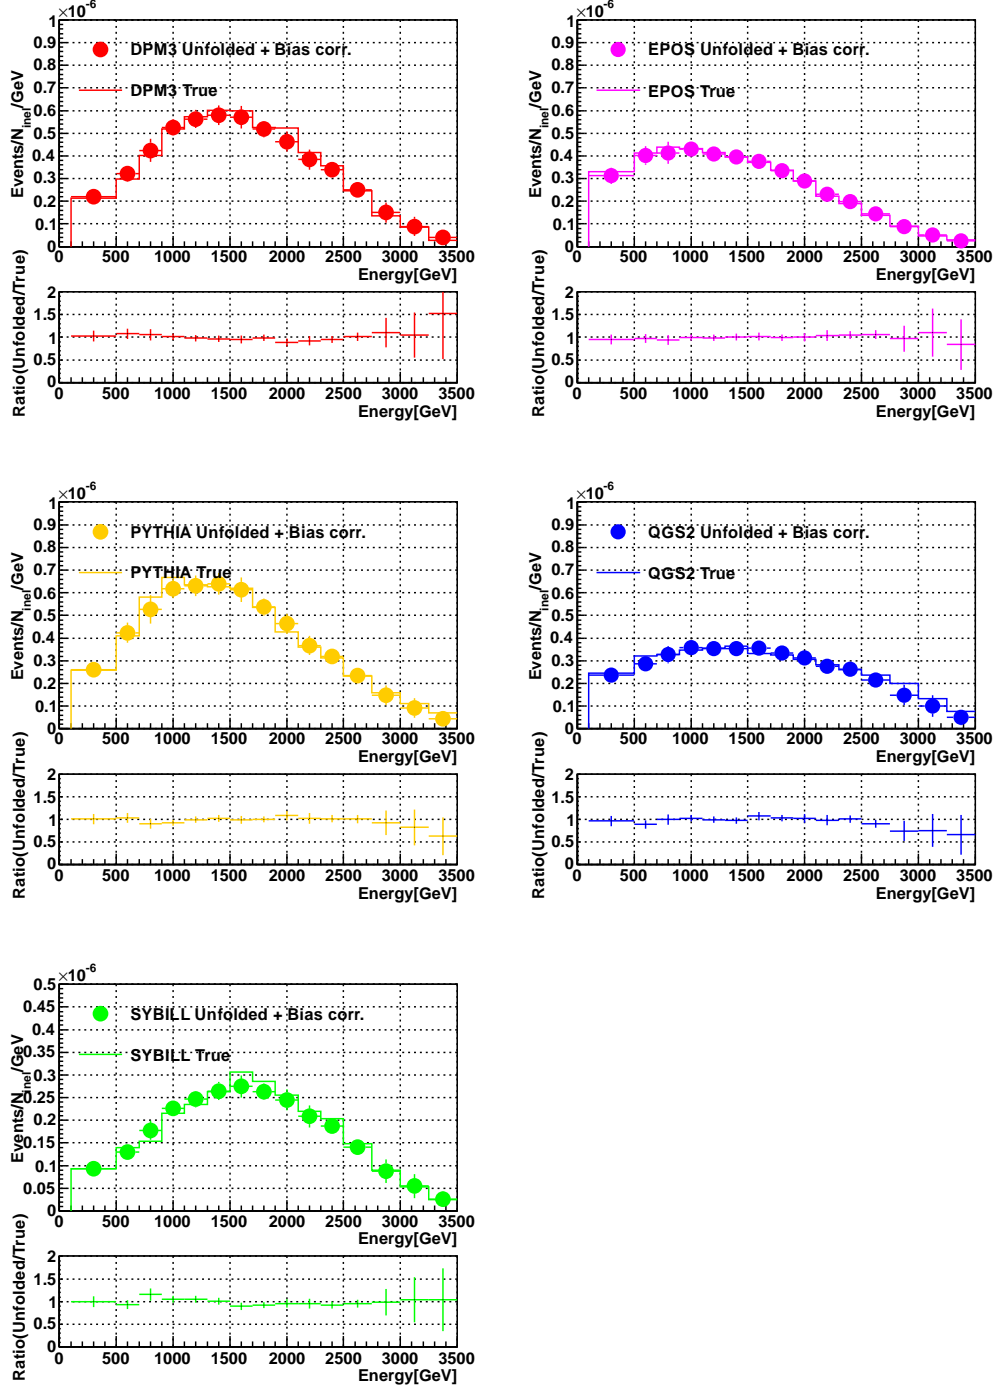 ×10^-6
1
0.9
0.8
0.7
0.6
0.5
0.4
0.3
0.2
0.1
0
Events/N_inel/GeV
DPM3 Unfolded + Bias corr.
DPM3 True
0 500 1000 1500 2000 2500 3000 3500
Energy[GeV]
Ratio(Unfolded/True)
2
1.5
1
0.5
0
0 500 1000 1500 2000 2500 3000 3500
Energy[GeV]
×10^-6
1
0.9
0.8
0.7
0.6
0.5
0.4
0.3
0.2
0.1
0
Events/N_inel/GeV
EPOS Unfolded + Bias corr.
EPOS True
0 500 1000 1500 2000 2500 3000 3500
Energy[GeV]
Ratio(Unfolded/True)
2
1.5
1
0.5
0
0 500 1000 1500 2000 2500 3000 3500
Energy[GeV]
×10^-6
1
0.9
0.8
0.7
0.6
0.5
0.4
0.3
0.2
0.1
0
Events/N_inel/GeV
PYTHIA Unfolded + Bias corr.
PYTHIA True
0 500 1000 1500 2000 2500 3000 3500
Energy[GeV]
Ratio(Unfolded/True)
2
1.5
1
0.5
0
0 500 1000 1500 2000 2500 3000 3500
Energy[GeV]
×10^-6
1
0.9
0.8
0.7
0.6
0.5
0.4
0.3
0.2
0.1
0
Events/N_inel/GeV
QGS2 Unfolded + Bias corr.
QGS2 True
0 500 1000 1500 2000 2500 3000 3500
Energy[GeV]
Ratio(Unfolded/True)
2
1.5
1
0.5
0
0 500 1000 1500 2000 2500 3000 3500
Energy[GeV]
×10^-6
0.5
0.45
0.4
0.35
0.3
0.25
0.2
0.15
0.1
0.05
0
Events/N_inel/GeV
SYBILL Unfolded + Bias corr.
SYBILL True
0 500 1000 1500 2000 2500 3000 3500
Energy[GeV]
Ratio(Unfolded/True)
2
1.5
1
0.5
0
0 500 1000 1500 2000 2500 3000 3500
Energy[GeV]